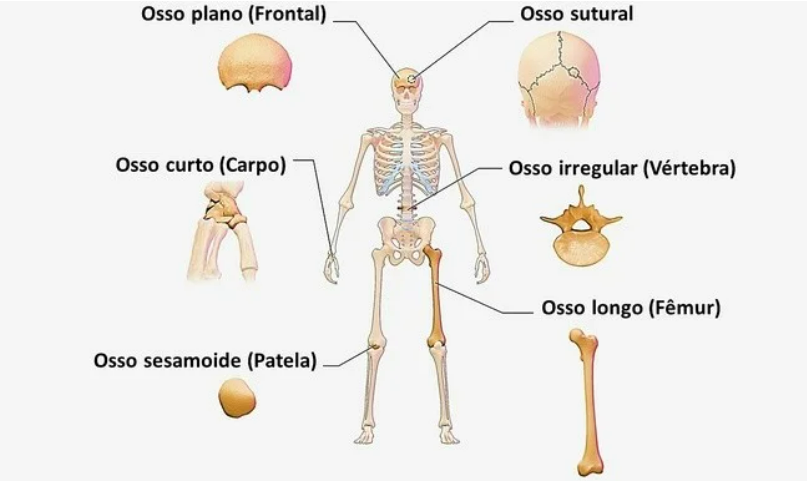 Osso plano (Frontal)
Osso sutural
Osso curto (Carpo)
Osso irregular (Vértebra)
Osso longo (Fêmur)
Osso sesamoide (Patela)